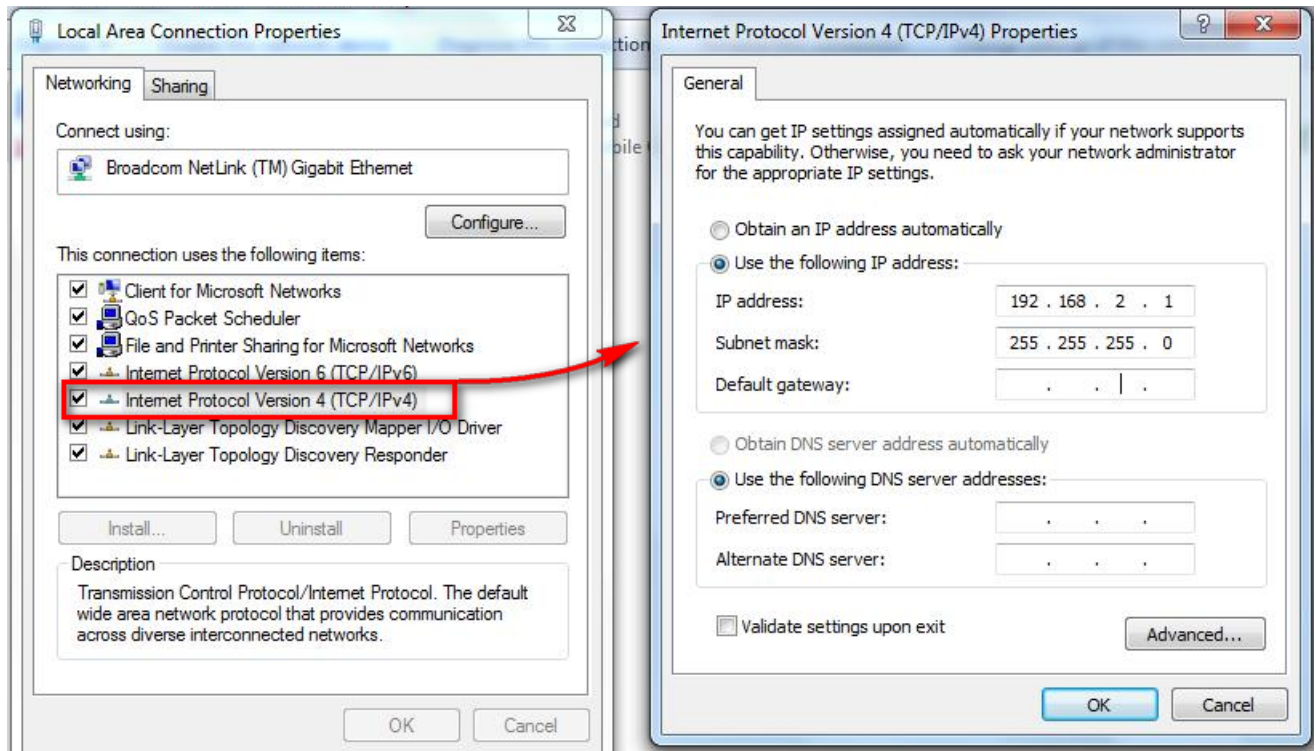 Local Area Connection Properties
Networking
Sharing
Connect using:
Broadcom NetLink (TM) Gigabit Ethernet
Configure...
This connection uses the following items:
Client for Microsoft Networks
QoS Packet Scheduler
File and Printer Sharing for Microsoft Networks
Internet Protocol Version 6 (TCP/IPv6)
Internet Protocol Version 4 (TCP/IPv4)
Link-Layer Topology Discovery Mapper I/O Driver
Link-Layer Topology Discovery Responder
Install...
Uninstall
Properties
Description
Transmission Control Protocol/Internet Protocol. The default
wide area network protocol that provides communication
across diverse interconnected networks.
OK
Cancel
Internet Protocol Version 4 (TCP/IPv4) Properties
General
You can get IP settings assigned automatically if your network supports
this capability. Otherwise, you need to ask your network administrator
for the appropriate IP settings.
Obtain an IP address automatically
Use the following IP address:
IP address: 192 . 168 . 2 . 1
Subnet mask: 255 . 255 . 255 . 0
Default gateway: . . .
Obtain DNS server address automatically
Use the following DNS server addresses:
Preferred DNS server: . . .
Alternate DNS server: . . .
Validate settings upon exit
Advanced...
OK
Cancel